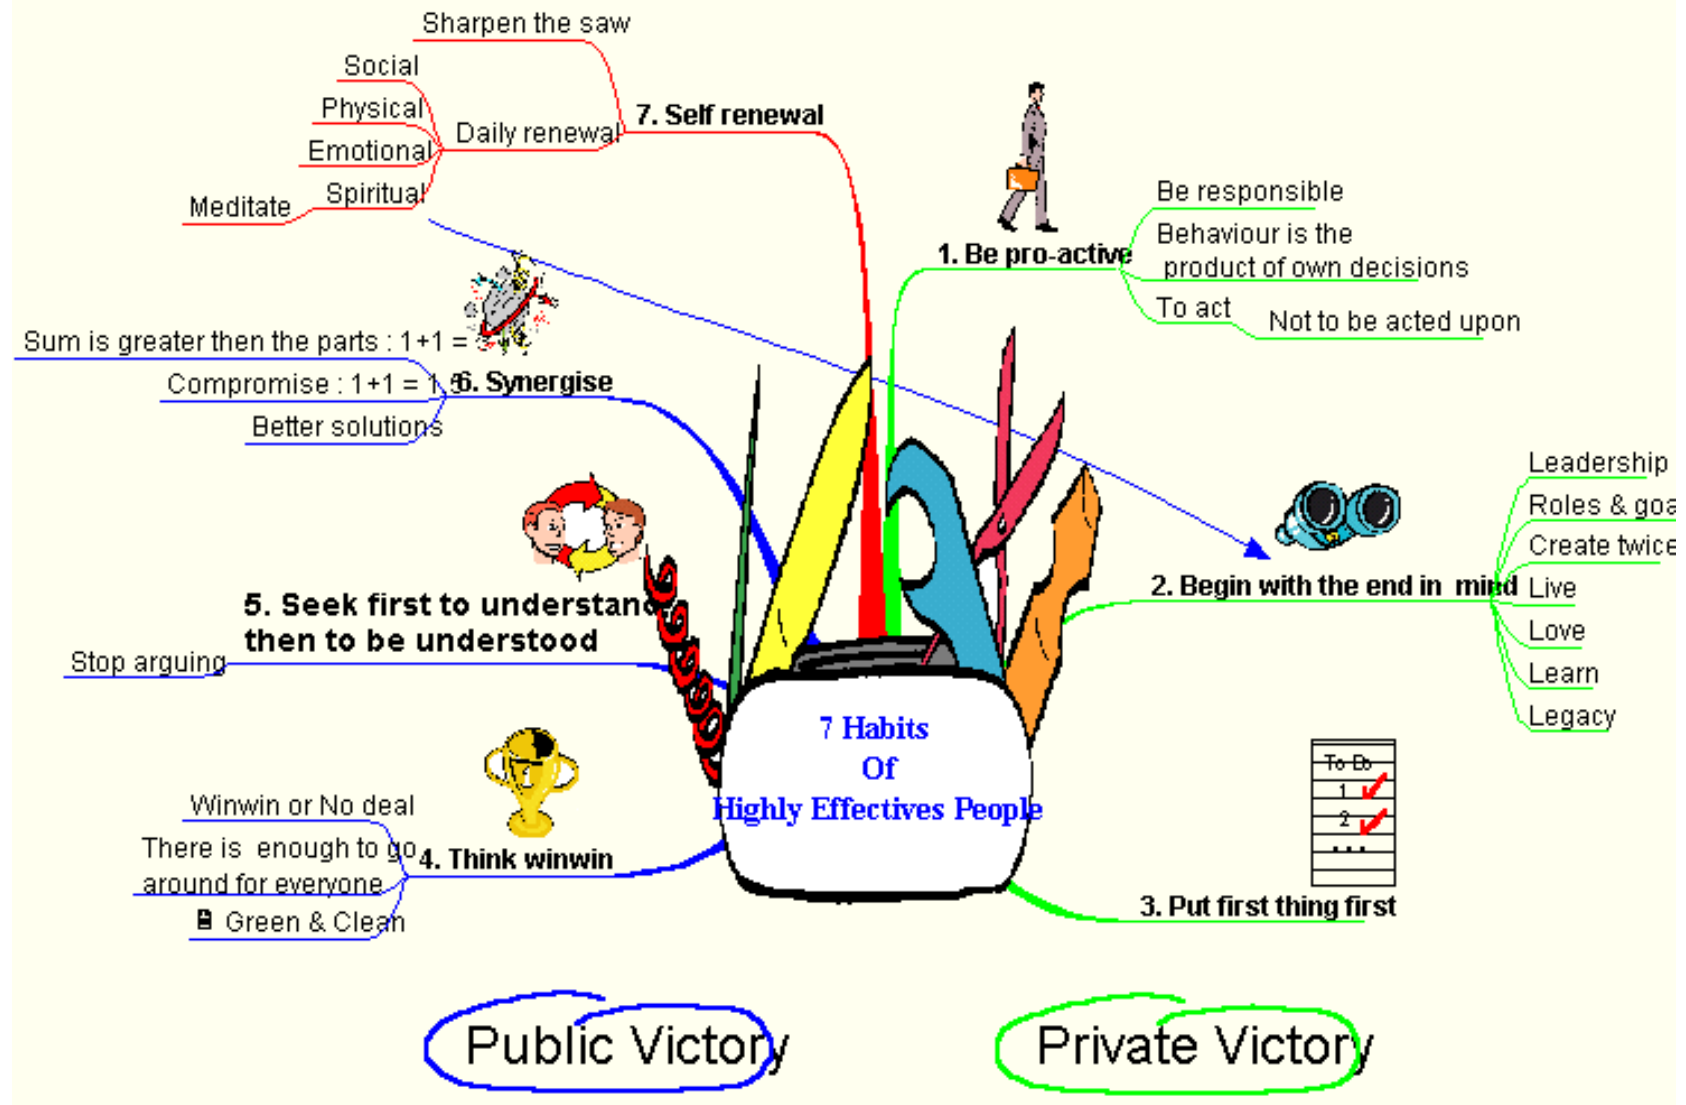 Sharpen the saw
Social
Physical
Emotional
Spiritual
Meditate
Daily renewal
7. Self renewal
1. Be pro-active
Be responsible
Behaviour is the
product of own decisions
To act
Not to be acted upon
Sum is greater then the parts : 1+1 =
Compromise : 1+1 = 1.5
Better solutions
6. Synergise
Leadership
Roles & goa
Create twice
Live
Love
Learn
Legacy
2. Begin with the end in mind
5. Seek first to understand
then to be understood
Stop arguing
7 Habits
Of
Highly Effectives People
To Do
1
2
...
Winwin or No deal
There is enough to go
around for everyone
Green & Clean
4. Think winwin
3. Put first thing first
Public Victory
Private Victory